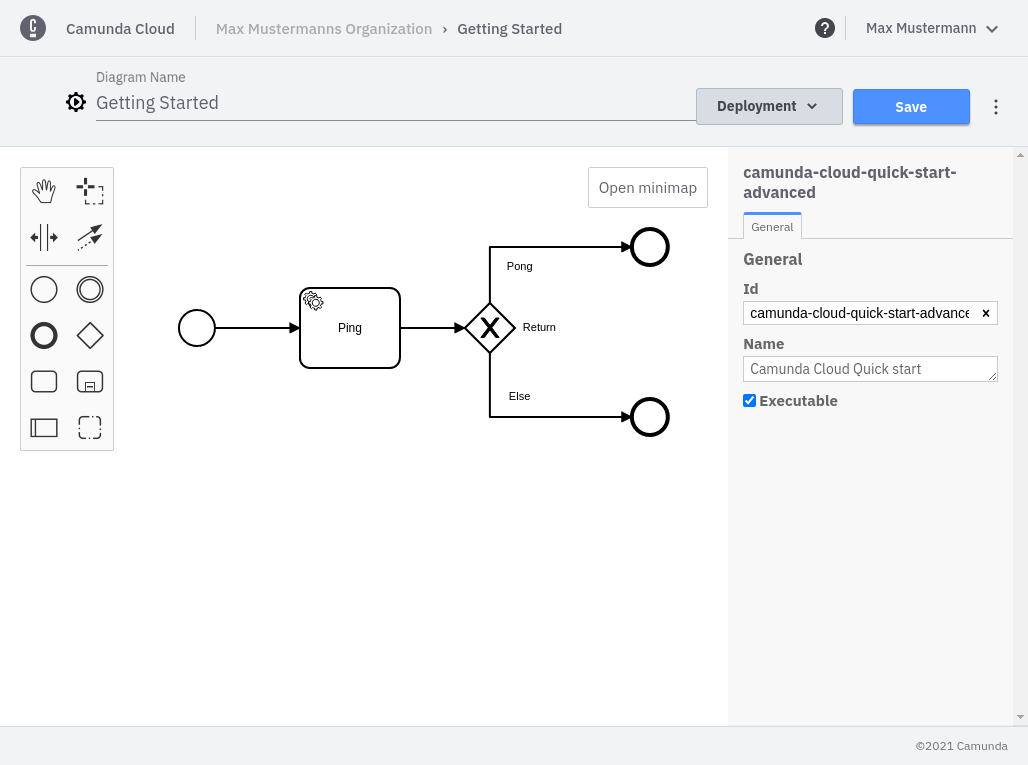 Camunda Cloud
Max Mustermanns Organization › Getting Started
Max Mustermann
Diagram Name
Getting Started
Deployment
Save
Open minimap
Pong
Ping
Return
Else
camunda-cloud-quick-start-
advanced
General
General
Id
camunda-cloud-quick-start-advance
Name
Camunda Cloud Quick start
Executable
©2021 Camunda